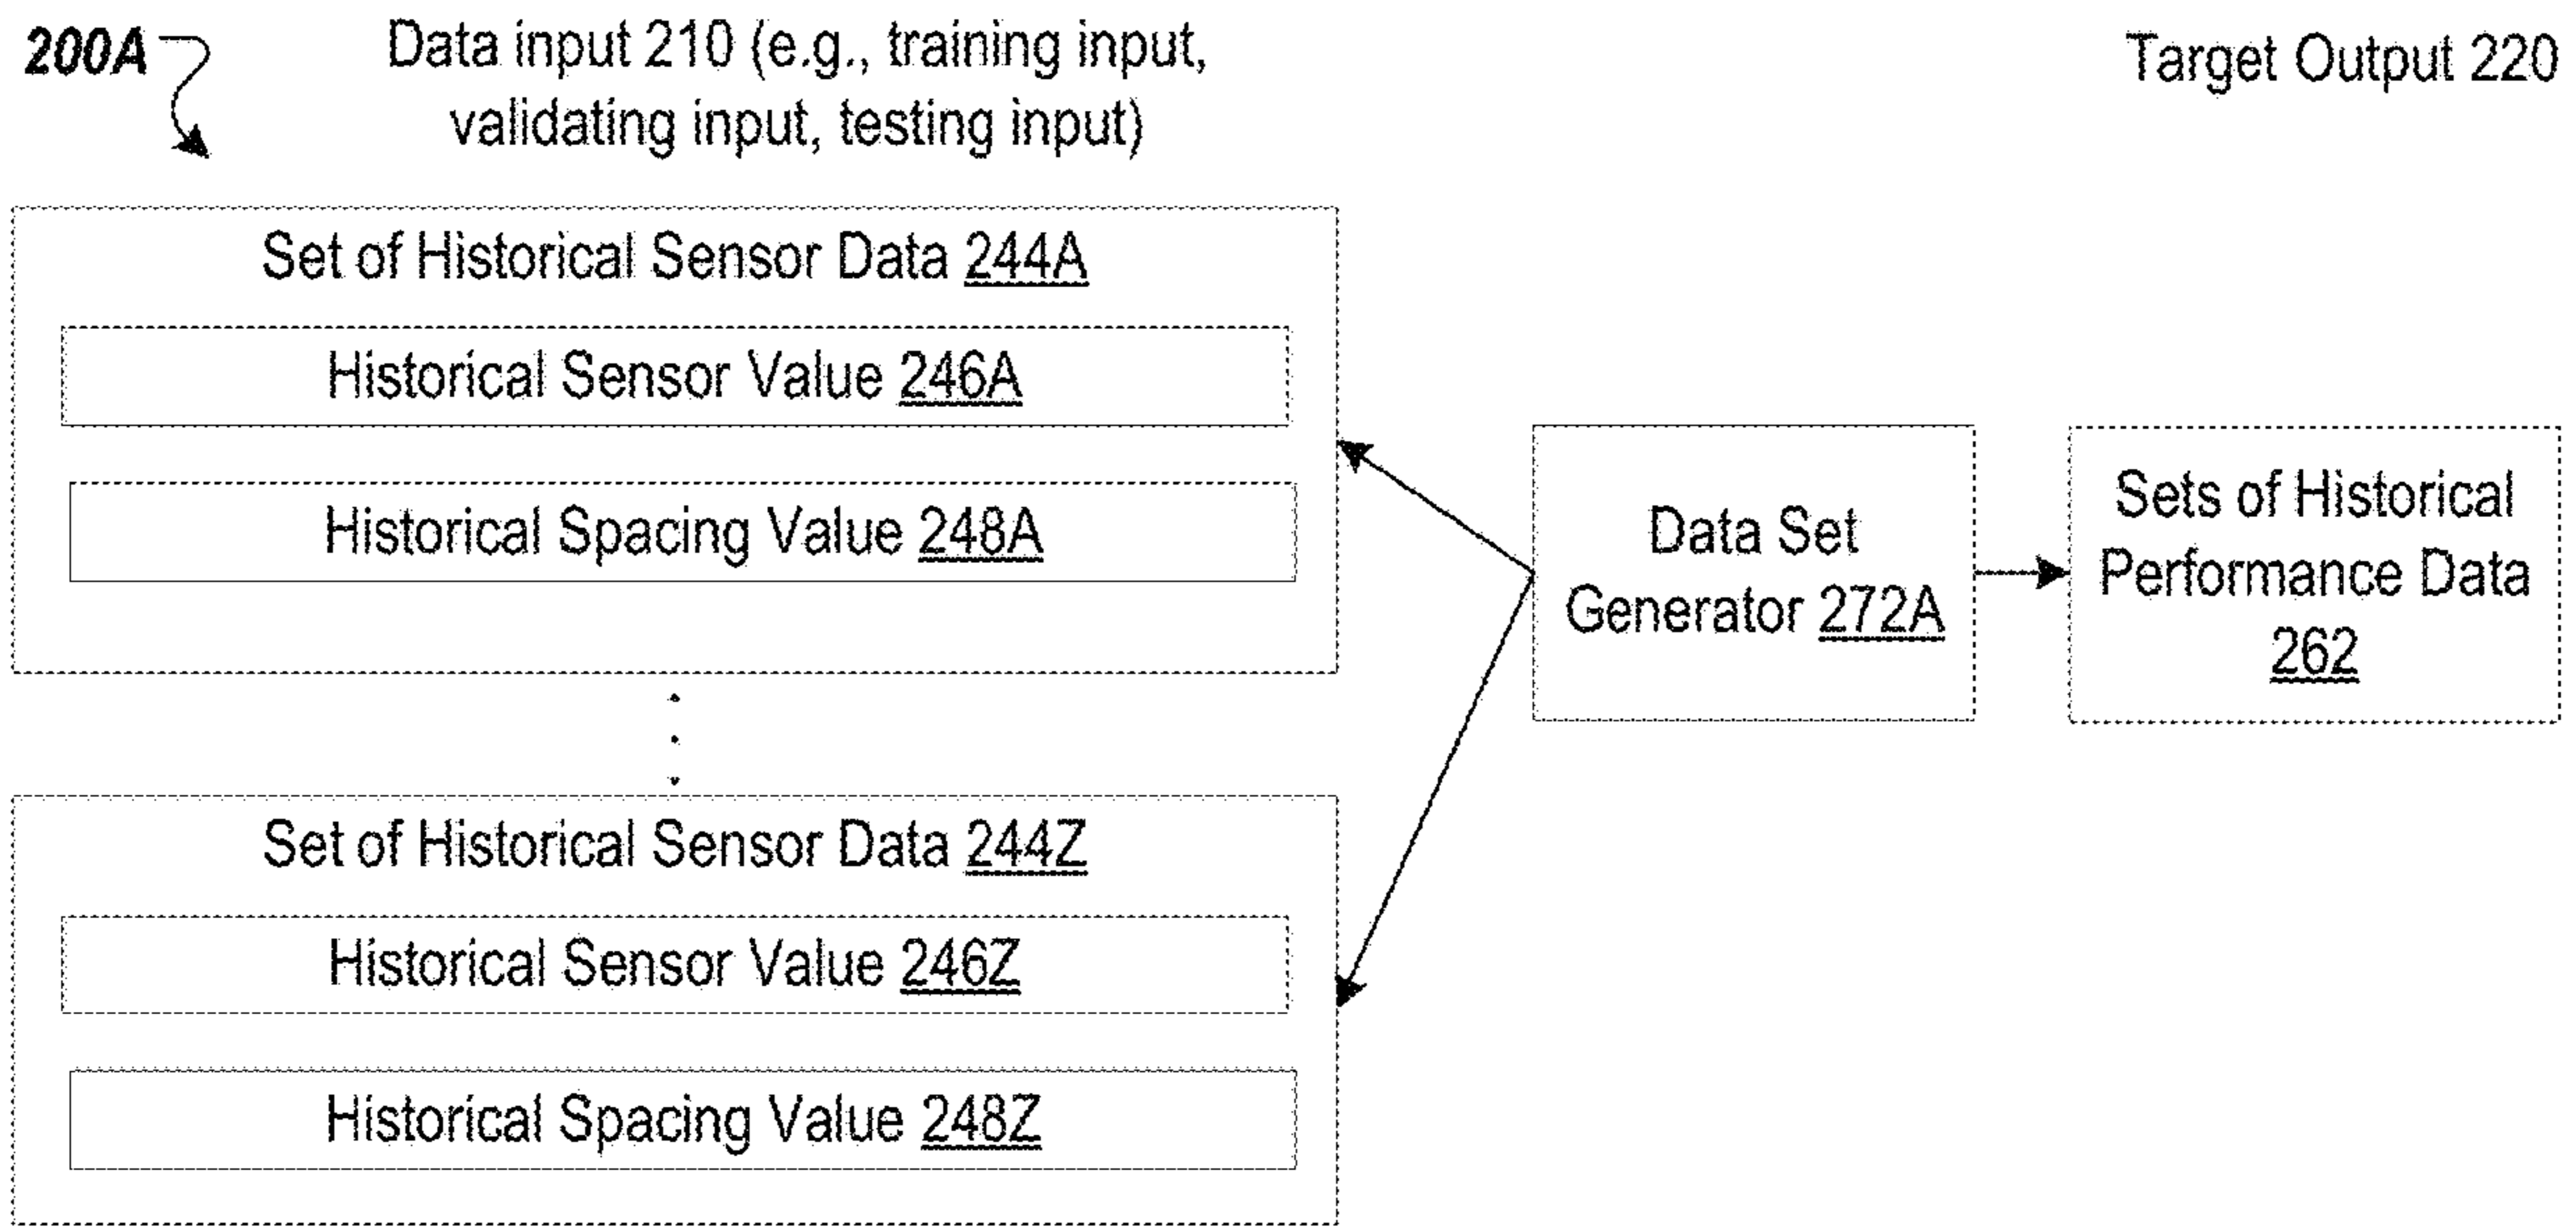 200A
Data input 210 (e.g., training input,
validating input, testing input)
Target Output 220
Set of Historical Sensor Data 244A
Historical Sensor Value 246A
Historical Spacing Value 248A
Data Set
Generator 272A
Sets of Historical
Performance Data
262
Set of Historical Sensor Data 244Z
Historical Sensor Value 246Z
Historical Spacing Value 248Z